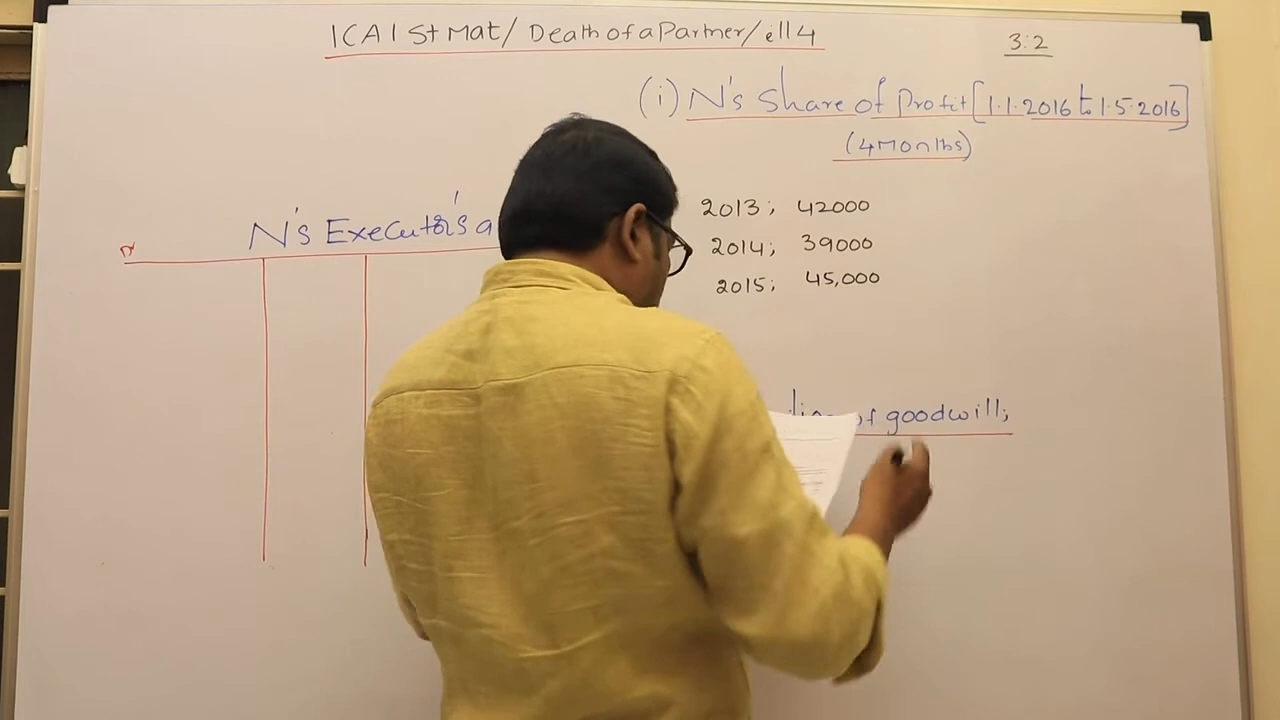 ICAI St Mat / Death of a Partner / ill 4
3:2
(i) N's Share of Profit [1.1.2016 to 1.5.2016]
(4 Months)
2013; 42000
2014; 39000
2015; 45,000
Dr
N's Executor's a
of goodwill;